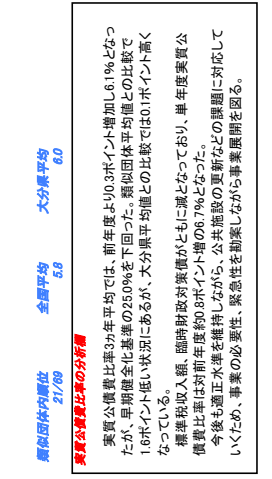 類似団体内順位 全国平均 大分県平均
21/69 5.8 6.0
実質公債費比率の分析欄
実質公債費比率3カ年平均では、前年度より0.3ポイント増加し6.1%となっ
たが、早期健全化基準の25.0%を下回った。類似団体平均値との比較で
1.6ポイント低い状況にあるが、大分県平均値との比較では0.1ポイント高く
なっている。
標準税収入額、臨時財政対策債がともに減となっており、単年度実質公
債費比率は対前年度約0.8ポイント増の6.7%となった。
今後も適正水準を維持しながら、公共施設の更新などの課題に対応して
いくため、事業の必要性、緊急性を勘案しながら事業展開を図る。